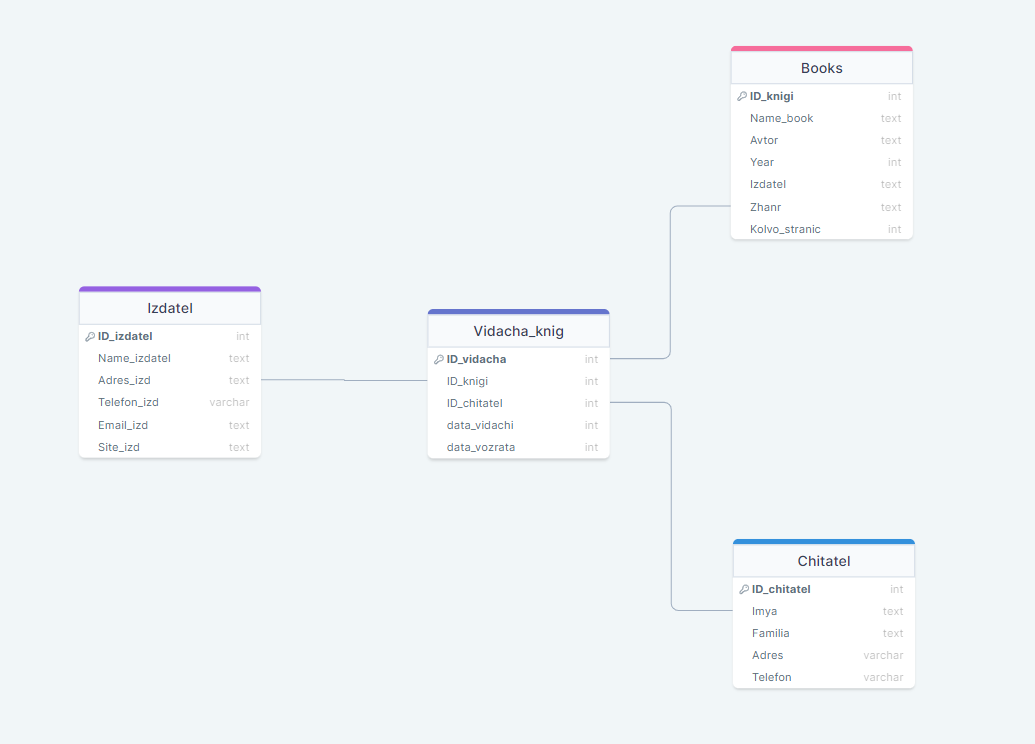 Books
ID_knigi int
Name_book text
Avtor text
Year int
Izdatel text
Zhanr text
Kolvo_stranic int
Izdatel
ID_izdatel int
Name_izdatel text
Adres_izd text
Telefon_izd varchar
Email_izd text
Site_izd text
Vidacha_knig
ID_vidacha int
ID_knigi int
ID_chitatel int
data_vidachi int
data_vozrata int
Chitatel
ID_chitatel int
Imya text
Familia text
Adres varchar
Telefon varchar